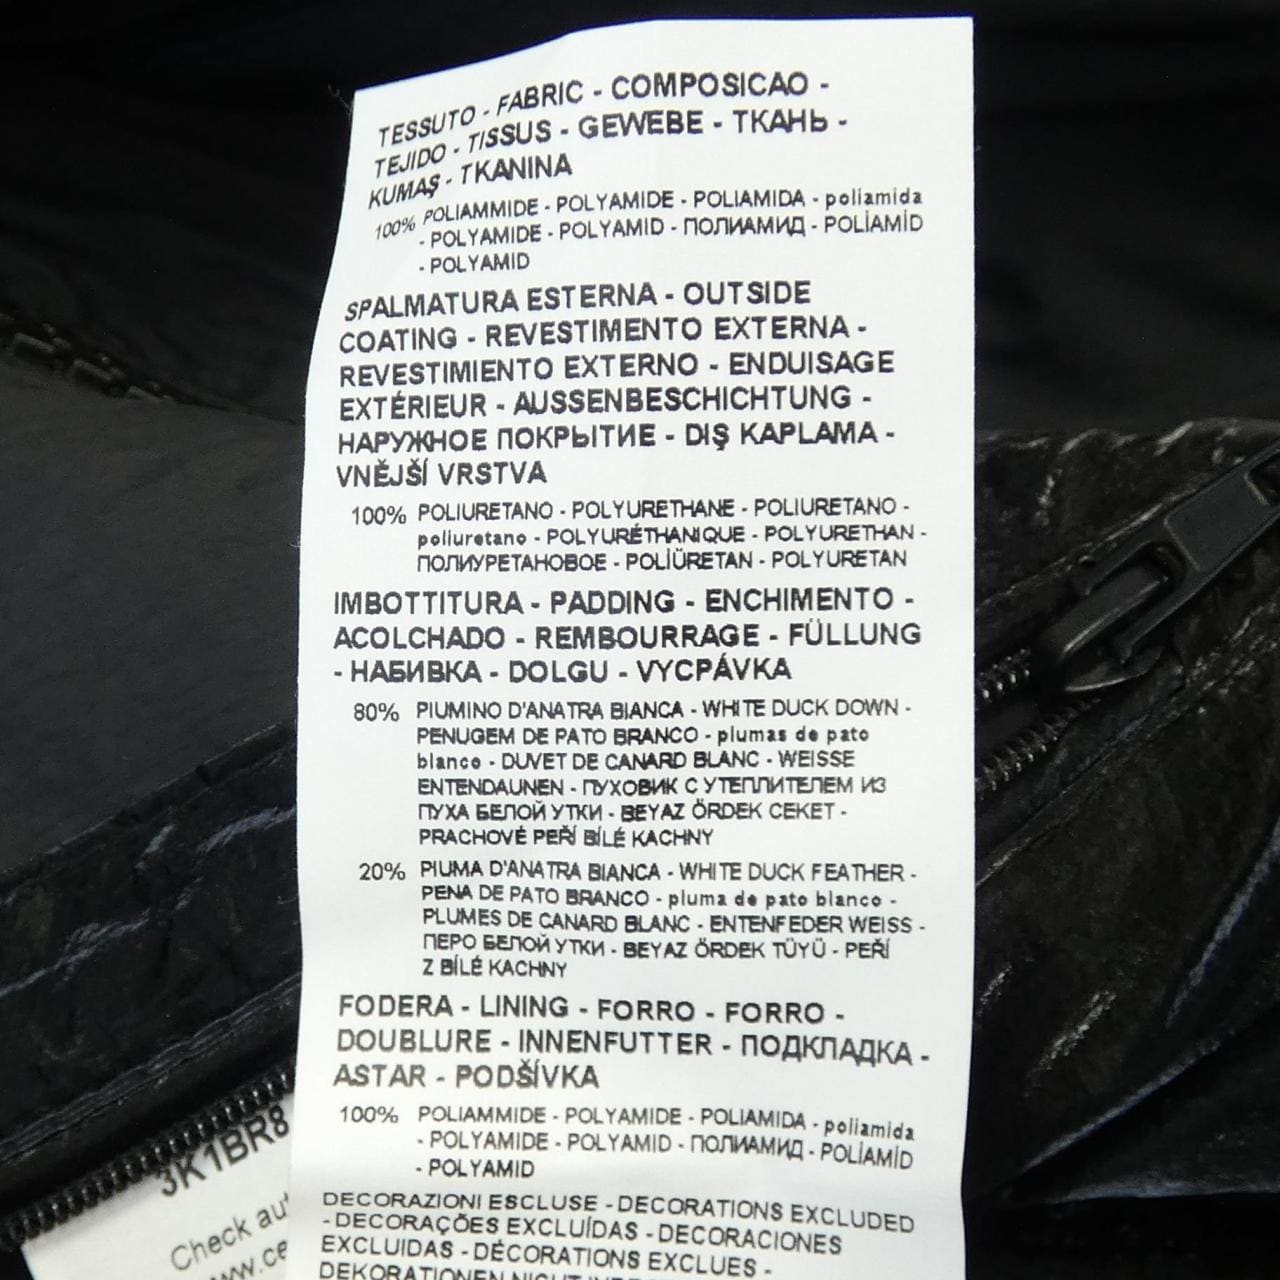 TESSUTO - FABRIC - COMPOSICAO -
TEJIDO - TISSUS - GEWEBE - ТКАНЬ -
KUMAŞ - TKANINA
100% POLIAMMIDE - POLYAMIDE - POLIAMIDA - poliamida
- POLYAMIDE - POLYAMID - ПОЛИАМИД - POLİAMİD
- POLYAMID
SPALMATURA ESTERNA - OUTSIDE
COATING - REVESTIMENTO EXTERNA -
REVESTIMIENTO EXTERNO - ENDUISAGE
EXTÉRIEUR - AUSSENBESCHICHTUNG -
НАРУЖНОЕ ПОКРЫТИЕ - DIŞ KAPLAMA -
VNĚJŠÍ VRSTVA
100% POLIURETANO - POLYURETHANE - POLIURETANO -
poliuretano - POLYURÉTHANIQUE - POLYURETHAN -
ПОЛИУРЕТАНОВОЕ - POLİÜRETAN - POLYURETAN
IMBOTTITURA - PADDING - ENCHIMENTO -
ACOLCHADO - REMBOURRAGE - FÜLLUNG
- НАБИВКА - DOLGU - VYCPÁVKA
80% PIUMINO D'ANATRA BIANCA - WHITE DUCK DOWN -
PENUGEM DE PATO BRANCO - plumas de pato
blanco - DUVET DE CANARD BLANC - WEISSE
ENTENDAUNEN - ПУХОВИК С УТЕПЛИТЕЛЕМ ИЗ
ПУХА БЕЛОЙ УТКИ - BEYAZ ÖRDEK CEKET -
PRACHOVÉ PEŘÍ BÍLÉ KACHNY
20% PIUMA D'ANATRA BIANCA - WHITE DUCK FEATHER -
PENA DE PATO BRANCO - pluma de pato blanco -
PLUMES DE CANARD BLANC - ENTENFEDER WEISS -
ПЕРО БЕЛОЙ УТКИ - BEYAZ ÖRDEK TÜYÜ - PEŘÍ
Z BÍLÉ KACHNY
FODERA - LINING - FORRO - FORRO -
DOUBLURE - INNENFUTTER - ПОДКЛАДКА -
ASTAR - PODŠÍVKA
100% POLIAMMIDE - POLYAMIDE - POLIAMIDA - poliamida
- POLYAMIDE - POLYAMID - ПОЛИАМИД - POLİAMİD
- POLYAMID
DECORAZIONI ESCLUSE - DECORATIONS EXCLUDED
- DECORAÇÕES EXCLUÍDAS - DECORACIONES
EXCLUIDAS - DÉCORATIONS EXCLUES -
DEKORATIONEN NICHT
3K1BR8
Check